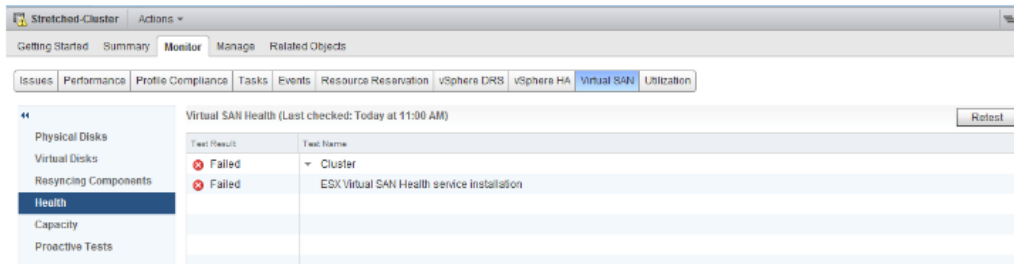 Stretched-Cluster Actions
Getting Started Summary Monitor Manage Related Objects
Issues Performance Profile Compliance Tasks Events Resource Reservation vSphere DRS vSphere HA Virtual SAN Utilization
Virtual SAN Health (Last checked: Today at 11:00 AM) Retest
Physical Disks
Virtual Disks
Resyncing Components
Health
Capacity
Proactive Tests
Test Result Test Name
Failed Cluster
Failed ESX Virtual SAN Health service installation